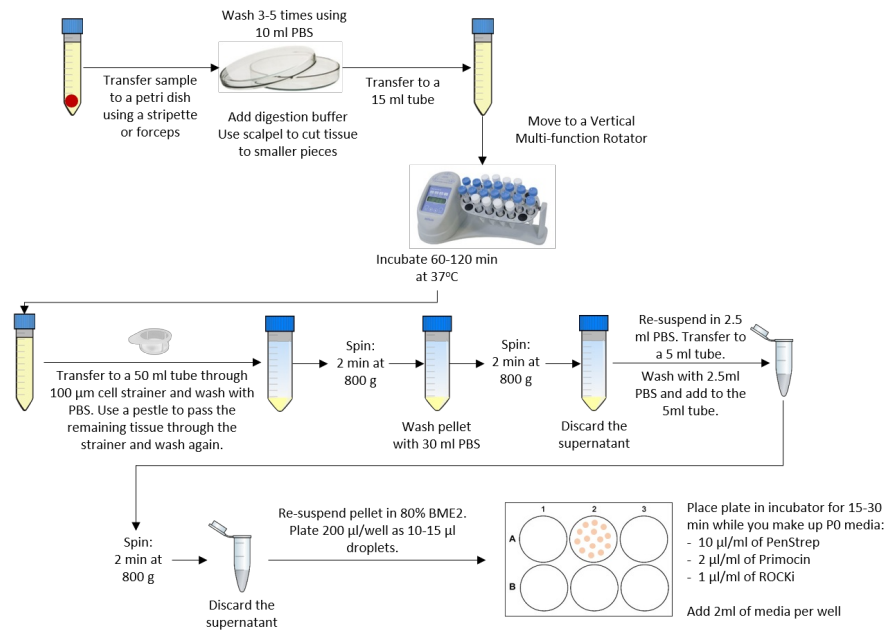 Wash 3-5 times using
10 ml PBS
Transfer sample
to a petri dish
using a stripette
or forceps
Add digestion buffer
Use scalpel to cut tissue
to smaller pieces
Transfer to a
15 ml tube
Move to a Vertical
Multi-function Rotator
Incubate 60-120 min
at 37ºC
Transfer to a 50 ml tube through
100 µm cell strainer and wash with
PBS. Use a pestle to pass the
remaining tissue through the
strainer and wash again.
Spin:
2 min at
800 g
Wash pellet
with 30 ml PBS
Spin:
2 min at
800 g
Discard the
supernatant
Re-suspend in 2.5
ml PBS. Transfer to
a 5 ml tube.
Wash with 2.5ml
PBS and add to the
5ml tube.
Spin:
2 min at
800 g
Discard the
supernatant
Re-suspend pellet in 80% BME2.
Plate 200 µl/well as 10-15 µl
droplets.
1 2 3
A
B
Place plate in incubator for 15-30
min while you make up P0 media:
- 10 µl/ml of PenStrep
- 2 µl/ml of Primocin
- 1 µl/ml of ROCKi
Add 2ml of media per well